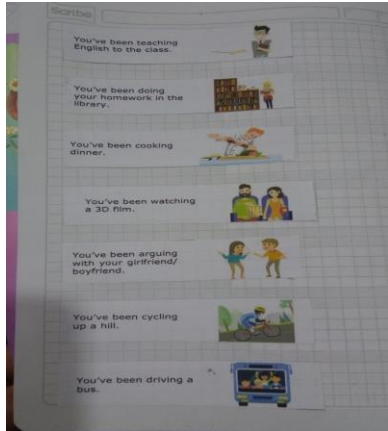 Scribe
You've been teaching
English to the class.
You've been doing
your homework in the
library.
You've been cooking
dinner.
You've been watching
a 3D film.
You've been arguing
with your girlfriend/
boyfriend.
You've been cycling
up a hill.
You've been driving a
bus.